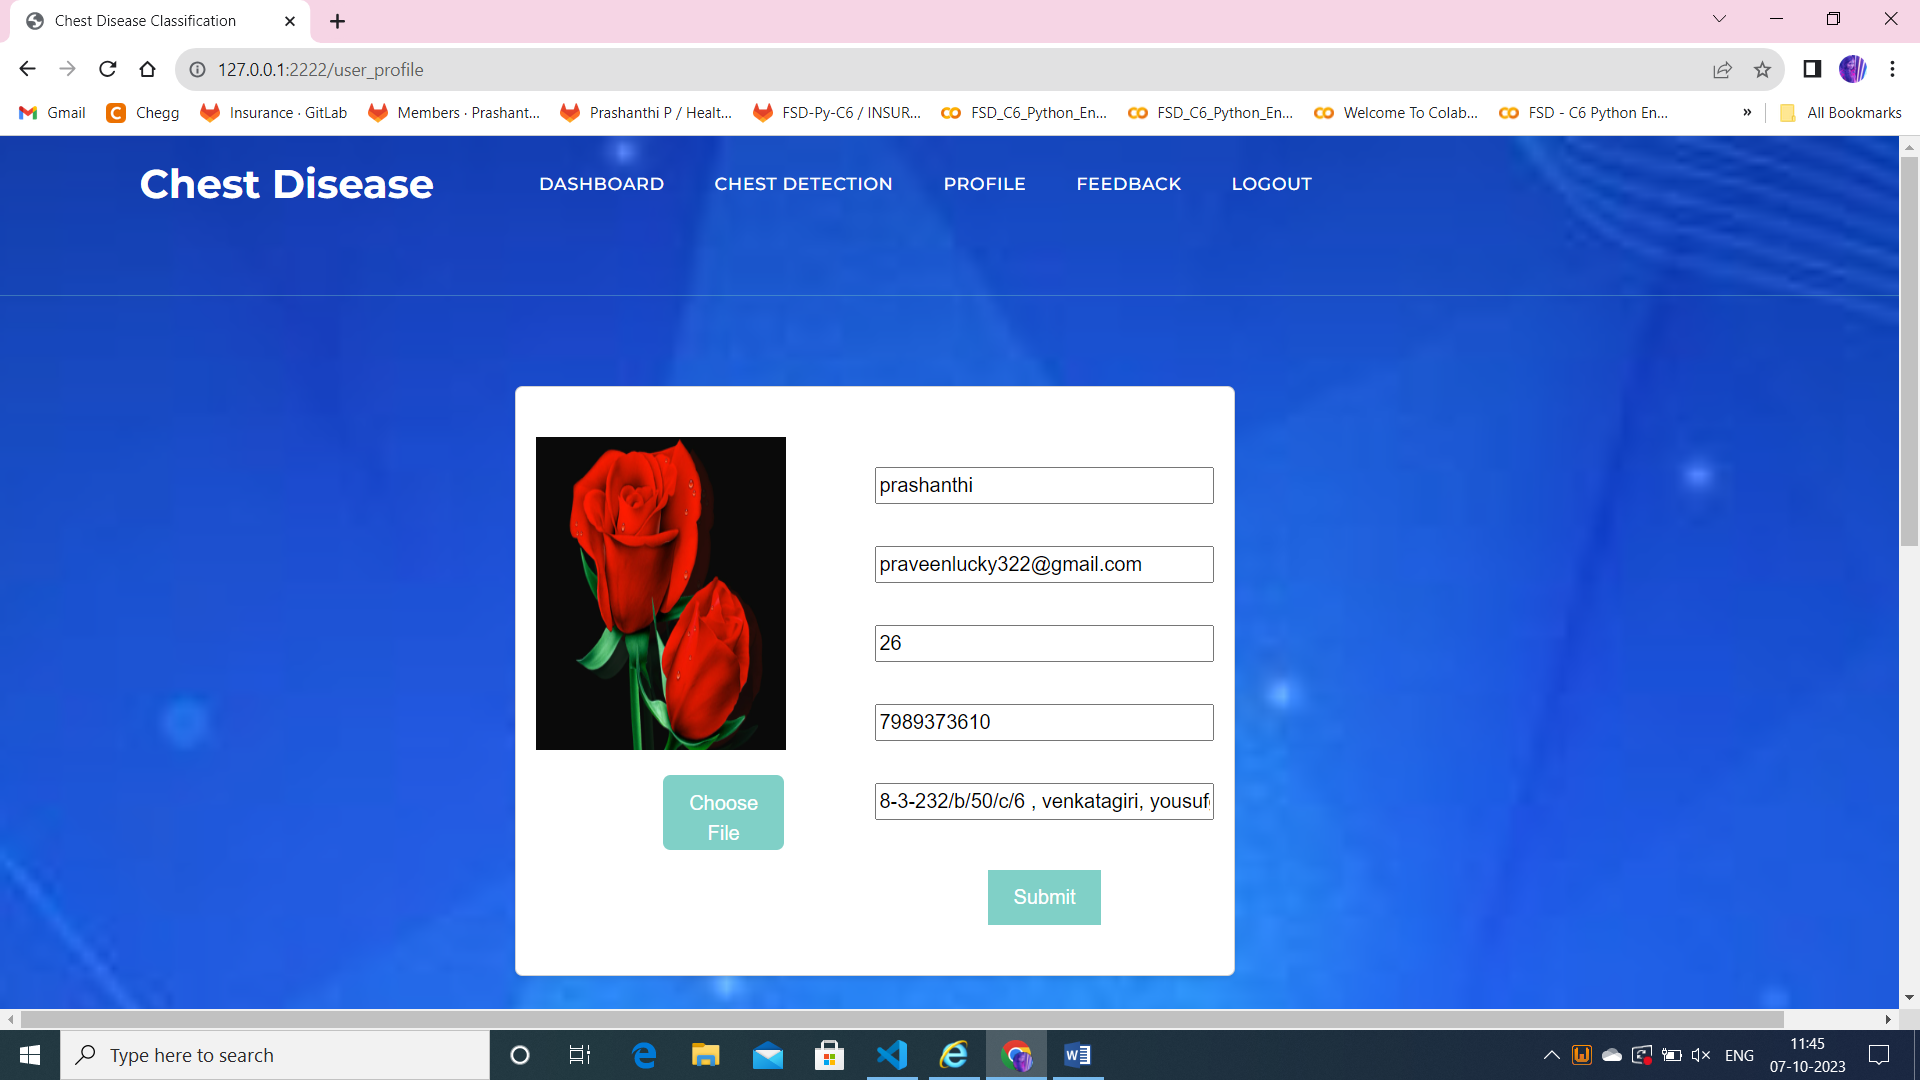 Chest Disease Classification
127.0.0.1:2222/user_profile
Gmail
Chegg
Insurance · GitLab
Members · Prashant...
Prashanthi P / Healt...
FSD-Py-C6 / INSUR...
FSD_C6_Python_En...
FSD_C6_Python_En...
Welcome To Colab...
FSD - C6 Python En...
»
All Bookmarks
Chest Disease
DASHBOARD
CHEST DETECTION
PROFILE
FEEDBACK
LOGOUT
prashanthi
praveenlucky322@gmail.com
26
7989373610
8-3-232/b/50/c/6 , venkatagiri, yousuf
Choose
File
Submit
Type here to search
ENG
11:45
07-10-2023